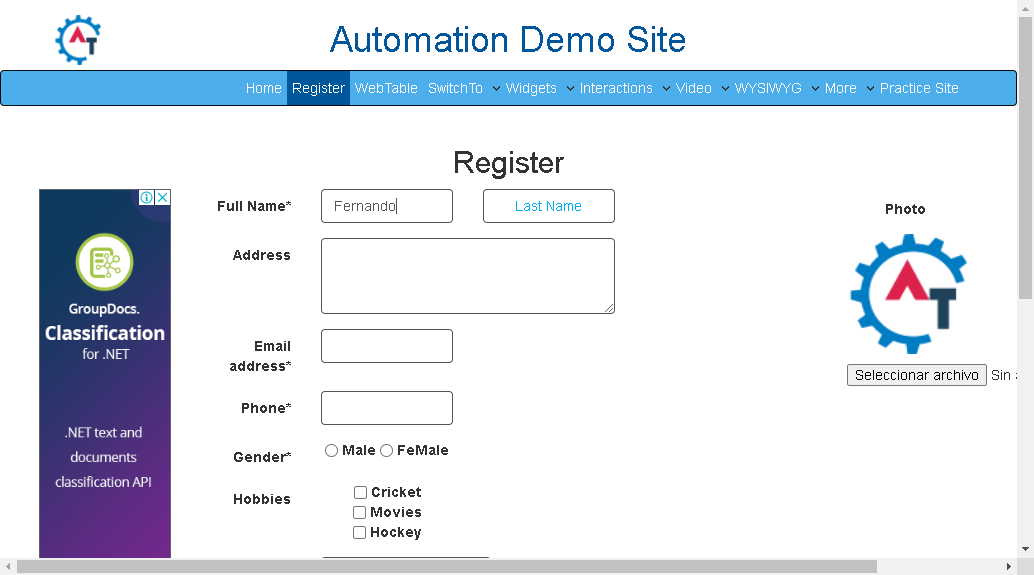 Automation Demo Site
Home Register WebTable SwitchTo Widgets Interactions Video WYSIWYG More Practice Site
Register
Full Name* Fernando Last Name
Photo
Address
GroupDocs.
Classification
for .NET
Email
address*
Seleccionar archivo Sin
Phone*
.NET text and
documents
classification API
Gender* Male FeMale
Hobbies Cricket
Movies
Hockey